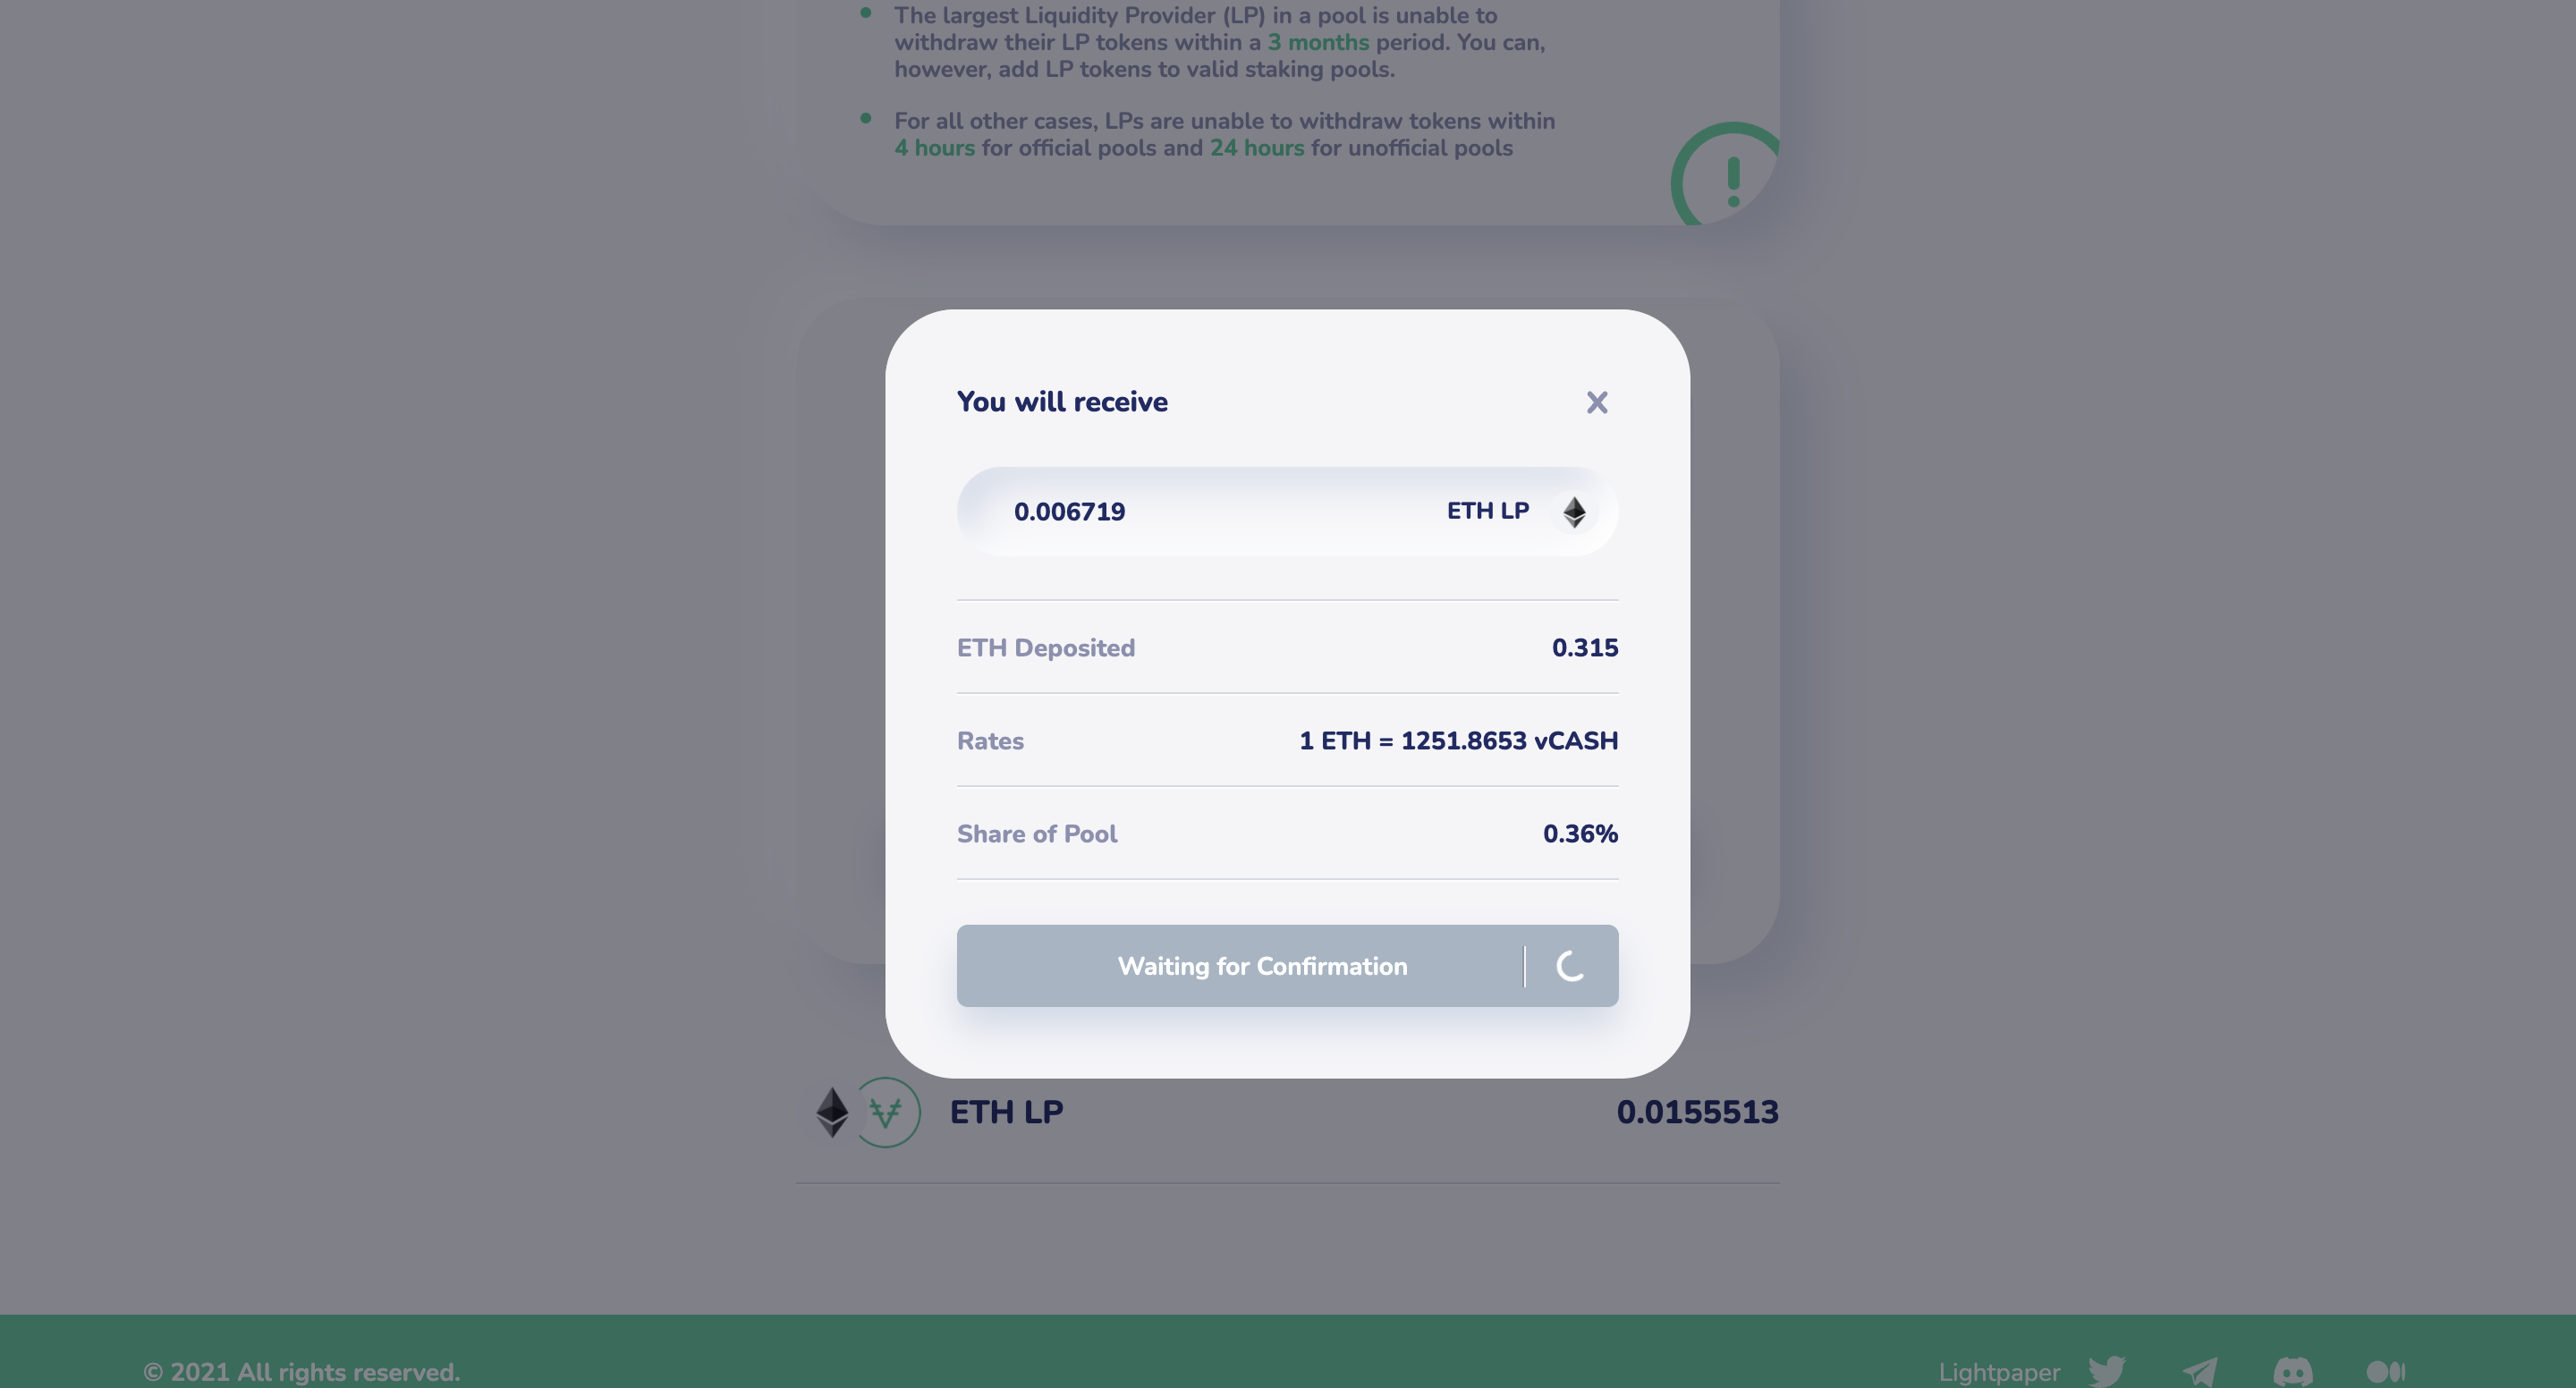 The largest Liquidity Provider (LP) in a pool is unable to
withdraw their LP tokens within a 3 months period. You can,
however, add LP tokens to valid staking pools.
For all other cases, LPs are unable to withdraw tokens within
4 hours for official pools and 24 hours for unofficial pools
You will receive
0.006719 ETH LP
ETH Deposited 0.315
Rates 1 ETH = 1251.8653 vCASH
Share of Pool 0.36%
Waiting for Confirmation
ETH LP 0.0155513
© 2021 All rights reserved. Lightpaper